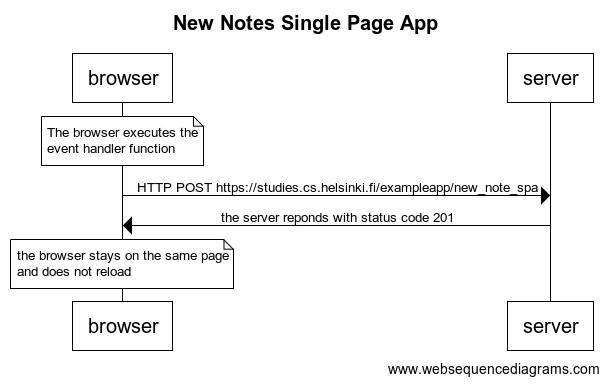 New Notes Single Page App
browser
server
The browser executes the
event handler function
HTTP POST https://studies.cs.helsinki.fi/exampleapp/new_note_spa
the server reponds with status code 201
the browser stays on the same page
and does not reload
browser
server
www.websequencediagrams.com